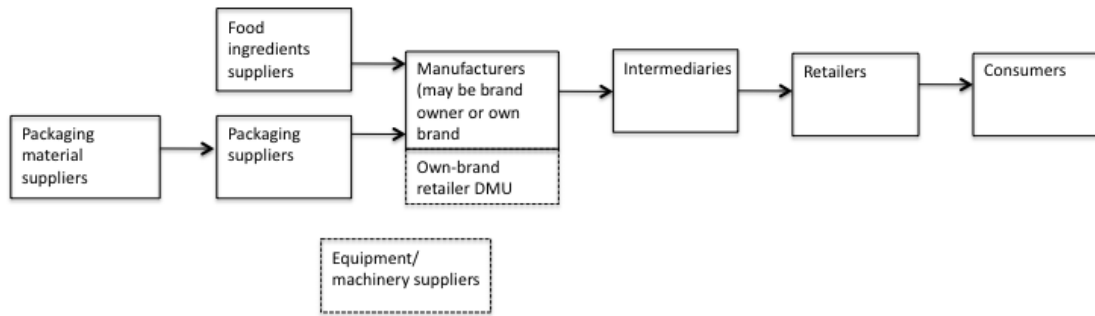 Food
ingredients
suppliers
Manufacturers
(may be brand
owner or own
brand
Intermediaries
Retailers
Consumers
Packaging
material
suppliers
Packaging
suppliers
Own-brand
retailer DMU
Equipment/
machinery suppliers